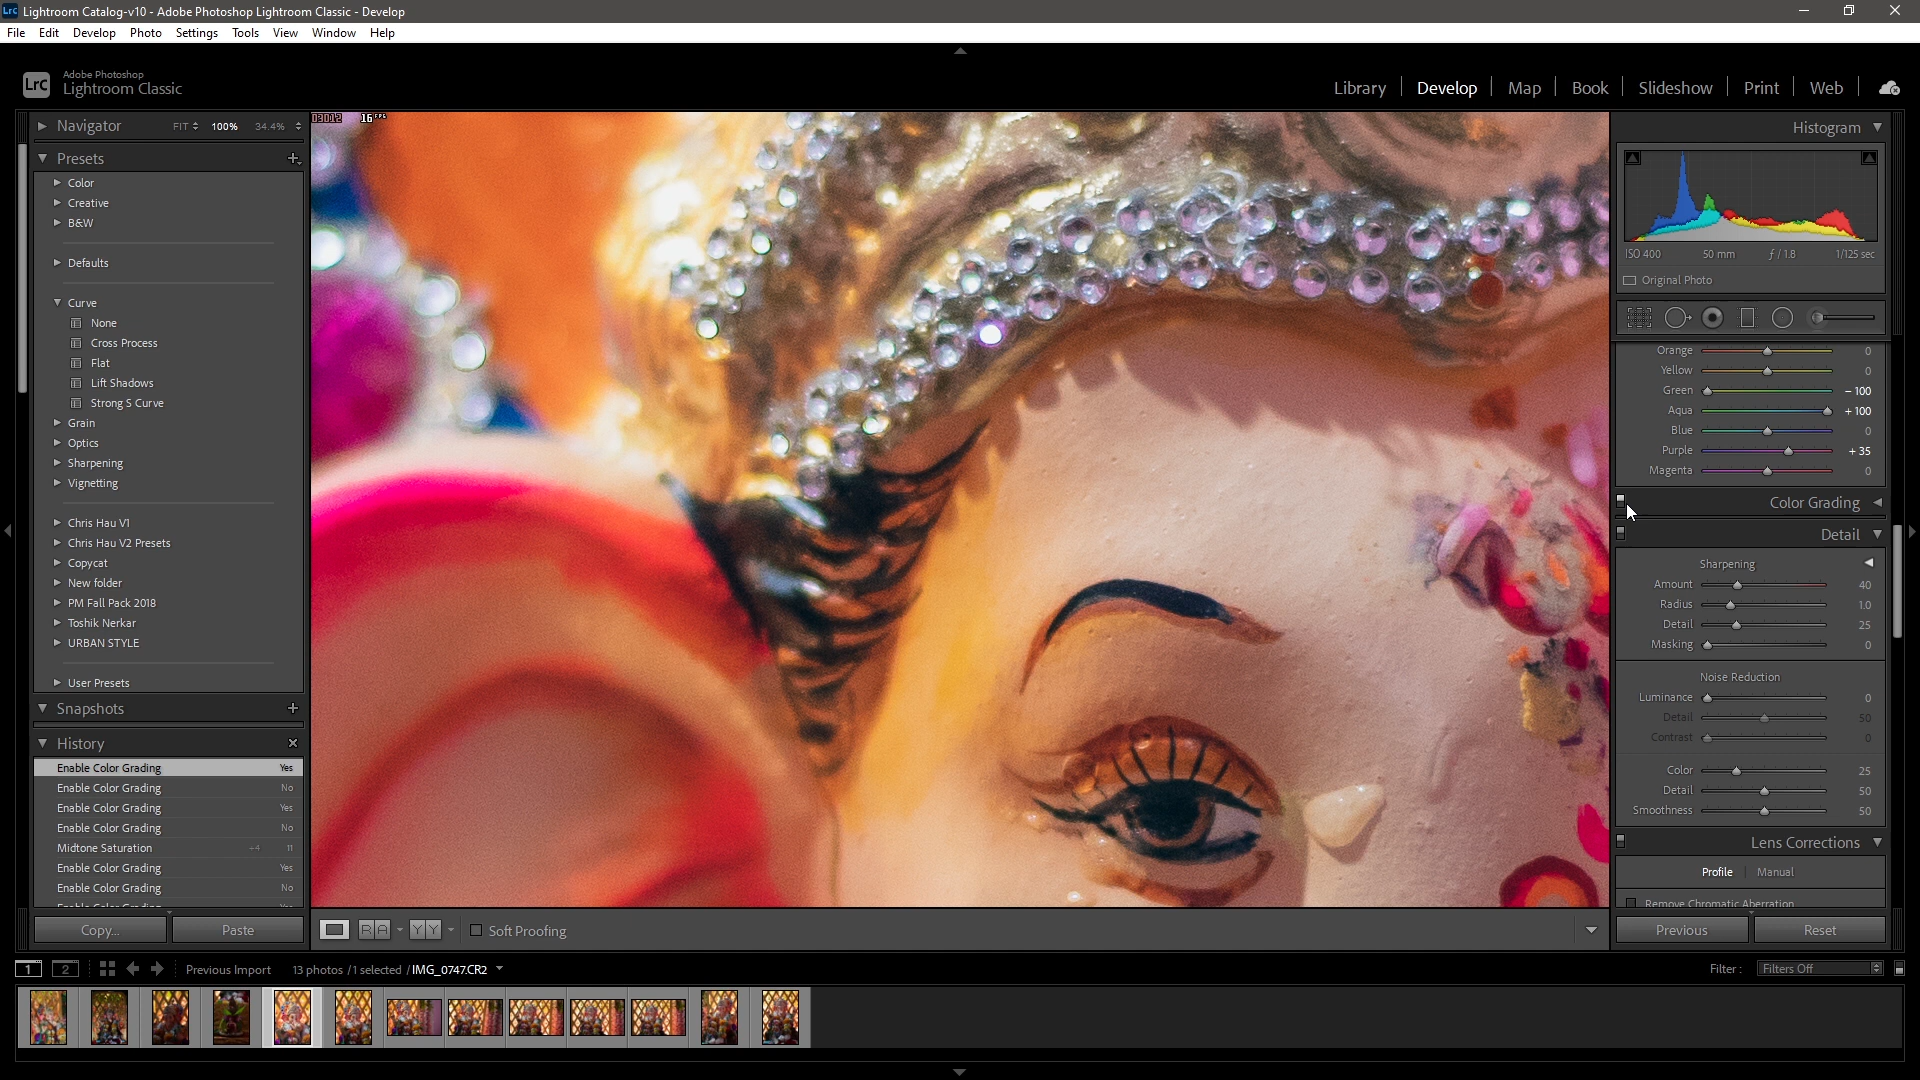 Lrc Lightroom Catalog-v10 - Adobe Photoshop Lightroom Classic - Develop
File Edit Develop Photo Settings Tools View Window Help
LrC Adobe Photoshop
Lightroom Classic
Library Develop Map Book Slideshow Print Web
Navigator FIT 100% 34.4%
Presets +
Color
Creative
B&W
Defaults
Curve
None
Cross Process
Flat
Lift Shadows
Strong S Curve
Grain
Optics
Sharpening
Vignetting
Chris Hau V1
Chris Hau V2 Presets
Copycat
New folder
PM Fall Pack 2018
Toshik Nerkar
URBAN STYLE
User Presets
Snapshots +
History ×
Enable Color Grading Yes
Enable Color Grading No
Enable Color Grading Yes
Enable Color Grading No
Midtone Saturation +4 11
Enable Color Grading Yes
Enable Color Grading No
Copy... Paste
D3D12 16 FPS
Soft Proofing
Histogram
ISO 400 50 mm ƒ / 1.8 1/125 sec
Original Photo
Orange 0
Yellow 0
Green - 100
Aqua + 100
Blue 0
Purple + 35
Magenta 0
Color Grading
Detail
Sharpening
Amount 40
Radius 1.0
Detail 25
Masking 0
Noise Reduction
Luminance 0
Detail 50
Contrast 0
Color 25
Detail 50
Smoothness 50
Lens Corrections
Profile Manual
Remove Chromatic Aberration
Previous Reset
1 2 Previous Import 13 photos / 1 selected / IMG_0747.CR2
Filter : Filters Off